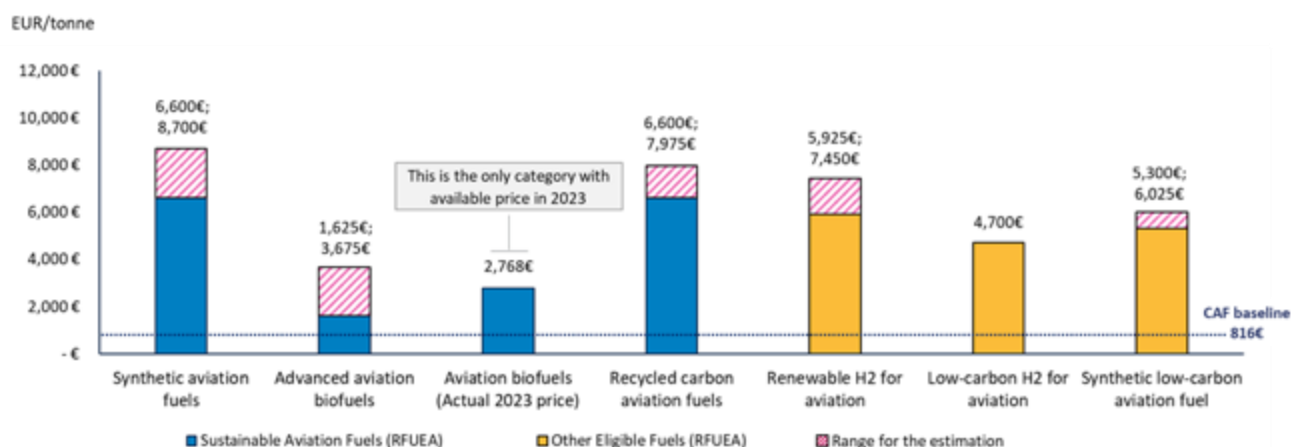 EUR/tonne
12,000 €
10,000 €
8,000 €
6,000 €
4,000 €
2,000 €
- €
6,600€;
8,700€
1,625€;
3,675€
This is the only category with
available price in 2023
2,768€
6,600€;
7,975€
5,925€;
7,450€
4,700€
5,300€;
6,025€
CAF baseline
816€
Synthetic aviation
fuels
Advanced aviation
biofuels
Aviation biofuels
(Actual 2023 price)
Recycled carbon
aviation fuels
Renewable H2 for
aviation
Low-carbon H2 for
aviation
Synthetic low-carbon
aviation fuel
Sustainable Aviation Fuels (RFUEA)
Other Eligible Fuels (RFUEA)
Range for the estimation